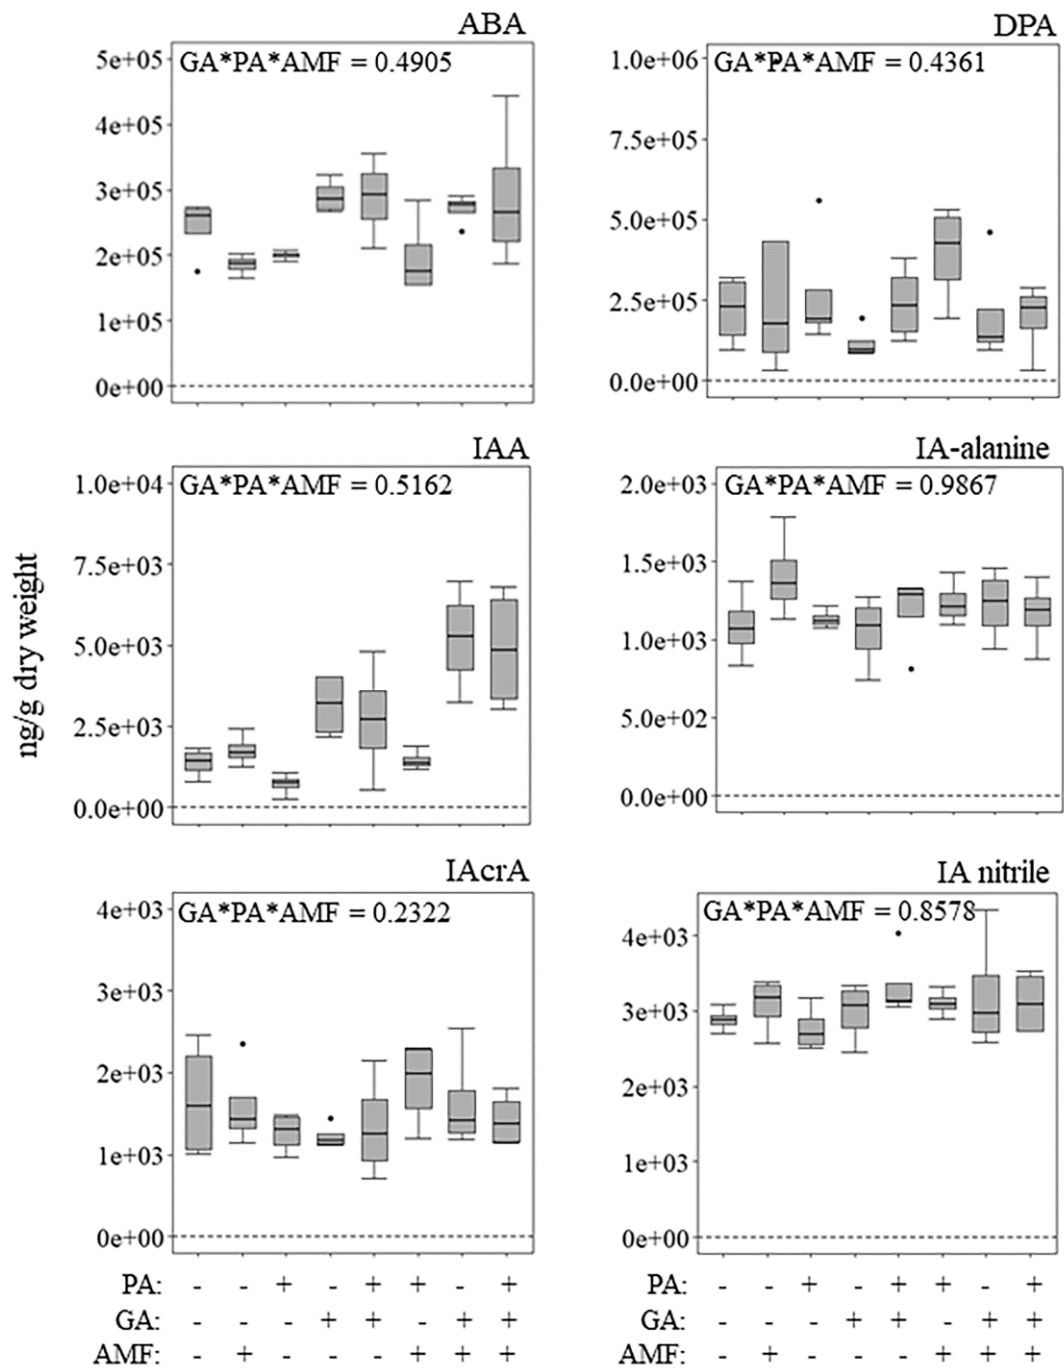 ABA
GA*PA*AMF = 0.4905
5e+05
4e+05
3e+05
2e+05
1e+05
0e+00
DPA
GA*PA*AMF = 0.4361
1.0e+06
7.5e+05
5.0e+05
2.5e+05
0.0e+00
ng/g dry weight
IAA
GA*PA*AMF = 0.5162
1.0e+04
7.5e+03
5.0e+03
2.5e+03
0.0e+00
IA-alanine
GA*PA*AMF = 0.9867
2.0e+03
1.5e+03
1.0e+03
5.0e+02
0.0e+00
IAcrA
GA*PA*AMF = 0.2322
4e+03
3e+03
2e+03
1e+03
0e+00
IA nitrile
GA*PA*AMF = 0.8578
4e+03
3e+03
2e+03
1e+03
0e+00
PA: - - + - + + - +
GA: - - - + + - + +
AMF: - + - - - + + +
PA: - - + - + + - +
GA: - - - + + - + +
AMF: - + - - - + + +